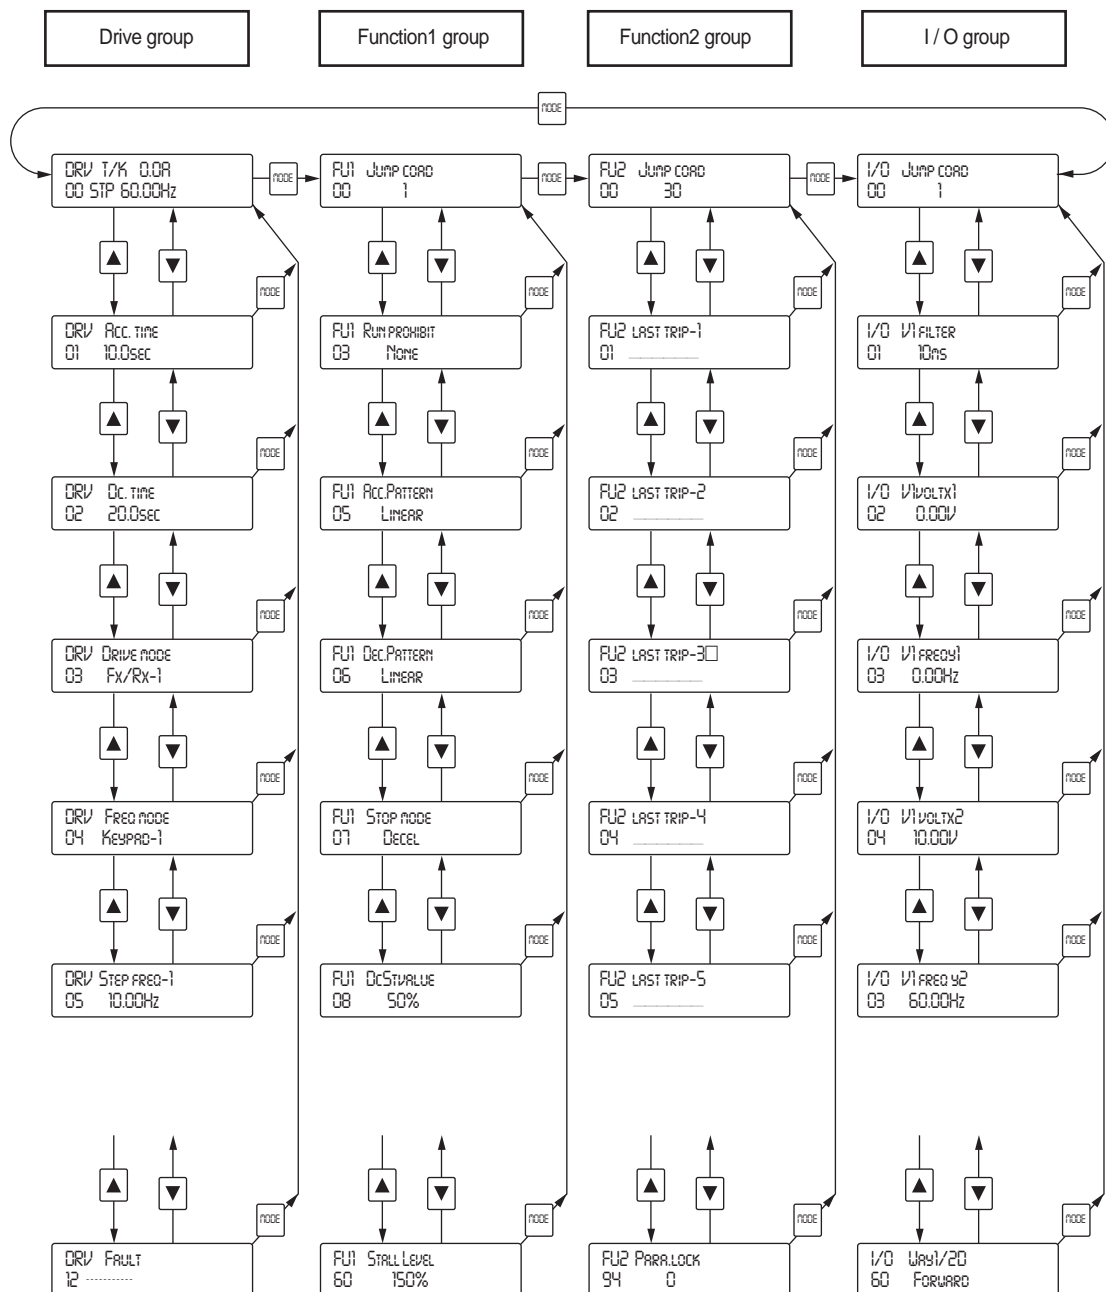 Drive group
Function1 group
Function2 group
I / O group
MODE
DRV T/K 0.0A
00 STP 60.00Hz
MODE
FU1 Jump cord
00 1
MODE
FU2 Jump cord
00 30
MODE
I/O Jump cord
00 1
▲ ▼
▲ ▼
▲ ▼
▲ ▼
MODE
MODE
MODE
MODE
DRV Acc. time
01 10.0sec
FU1 Run prohibit
03 None
FU2 last trip-1
01 ________
I/O V1 filter
01 10ms
▲ ▼
▲ ▼
▲ ▼
▲ ▼
MODE
MODE
MODE
MODE
DRV Dc. time
02 20.0sec
FU1 Acc.Pattern
05 Linear
FU2 last trip-2
02 ________
I/O V1voltx1
02 0.00V
▲ ▼
▲ ▼
▲ ▼
▲ ▼
MODE
MODE
MODE
MODE
DRV Drive mode
03 Fx/Rx-1
FU1 Dec.Pattern
06 Linear
FU2 last trip-3□
03 ________
I/O V1freqy1
03 0.00Hz
▲ ▼
▲ ▼
▲ ▼
▲ ▼
MODE
MODE
MODE
MODE
DRV Freq mode
04 Keypad-1
FU1 Stop mode
07 Decel
FU2 last trip-4
04 ________
I/O V1voltx2
04 10.00V
▲ ▼
▲ ▼
▲ ▼
▲ ▼
MODE
MODE
MODE
MODE
DRV Step freq-1
05 10.00Hz
FU1 DcStvalue
08 50%
FU2 last trip-5
05 ________
I/O V1freq y2
03 60.00Hz
▲ ▼
▲ ▼
▲ ▼
▲ ▼
MODE
MODE
MODE
MODE
DRV Fault
12 -----------
FU1 Stall Level
60 150%
FU2 Para.lock
94 0
I/O Way1/2D
60 Forward